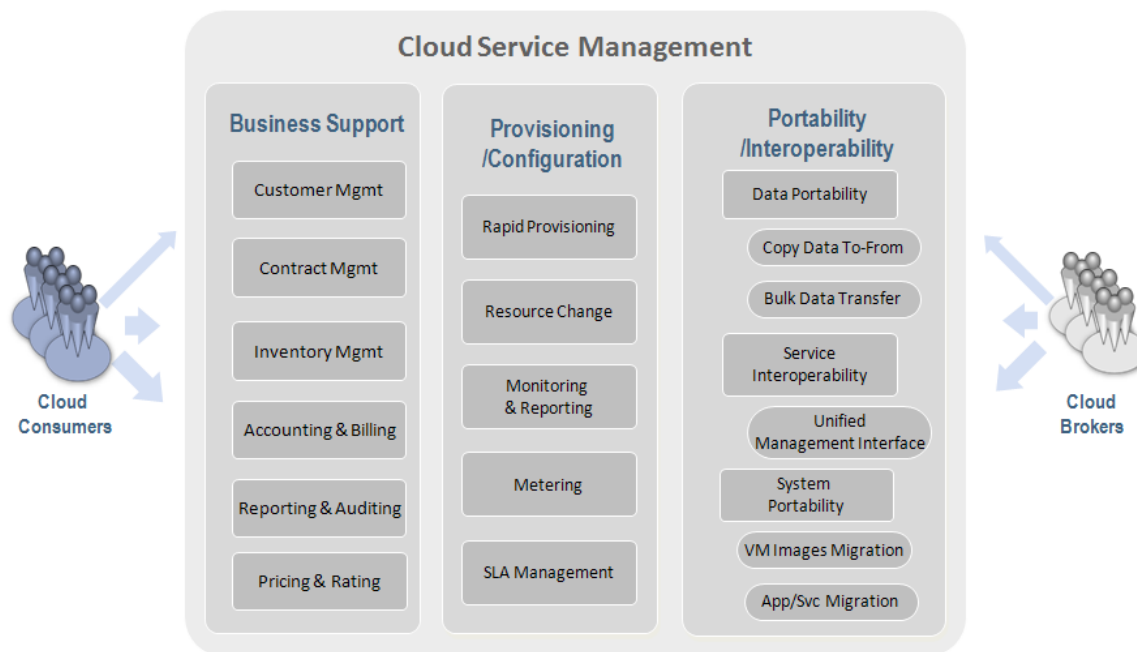 Cloud Service Management
Business Support
Customer Mgmt
Contract Mgmt
Inventory Mgmt
Accounting & Billing
Reporting & Auditing
Pricing & Rating
Provisioning
/Configuration
Rapid Provisioning
Resource Change
Monitoring
& Reporting
Metering
SLA Management
Portability
/Interoperability
Data Portability
Copy Data To-From
Bulk Data Transfer
Service
Interoperability
Unified
Management Interface
System
Portability
VM Images Migration
App/Svc Migration
Cloud
Consumers
Cloud
Brokers